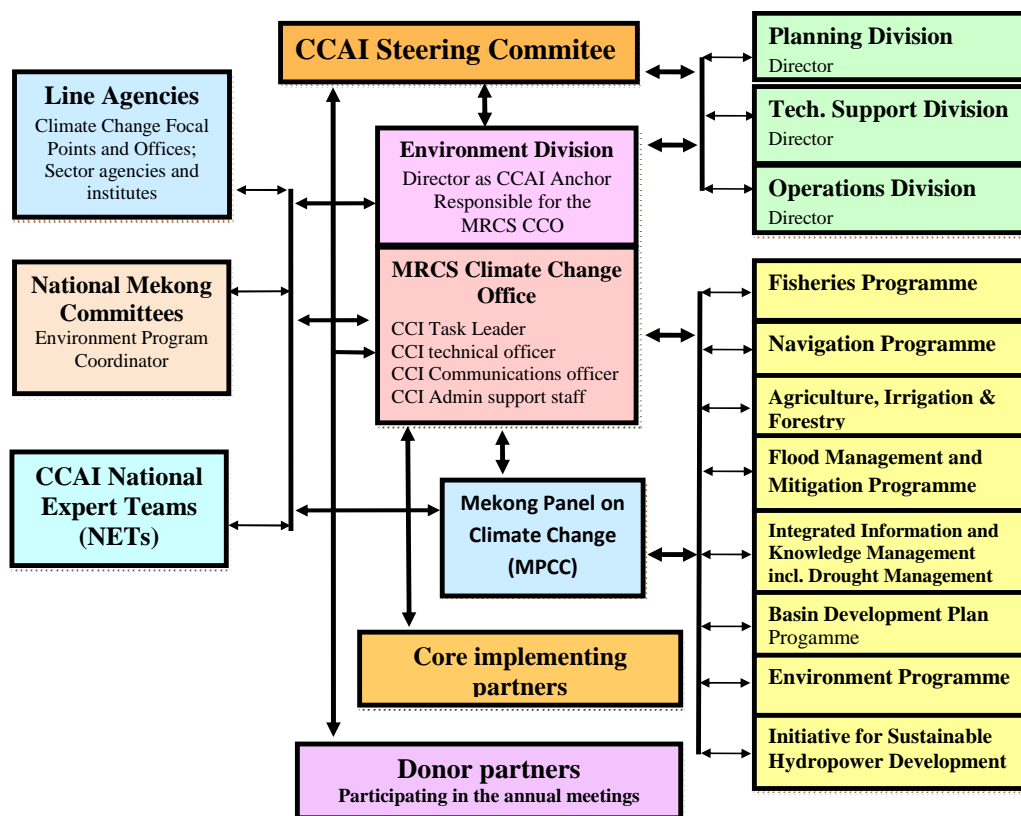 CCAI Steering Commitee
Planning Division
Director
Tech. Support Division
Director
Operations Division
Director
Line Agencies
Climate Change Focal
Points and Offices;
Sector agencies and
institutes
Environment Division
Director as CCAI Anchor
Responsible for the
MRCS CCO
National Mekong
Committees
Environment Program
Coordinator
MRCS Climate Change
Office
CCI Task Leader
CCI technical officer
CCI Communications officer
CCI Admin support staff
CCAI National
Expert Teams
(NETs)
Mekong Panel on
Climate Change
(MPCC)
Core implementing
partners
Donor partners
Participating in the annual meetings
Fisheries Programme
Navigation Programme
Agriculture, Irrigation &
Forestry
Flood Management and
Mitigation Programme
Integrated Information and
Knowledge Management
incl. Drought Management
Basin Development Plan
Progamme
Environment Programme
Initiative for Sustainable
Hydropower Development